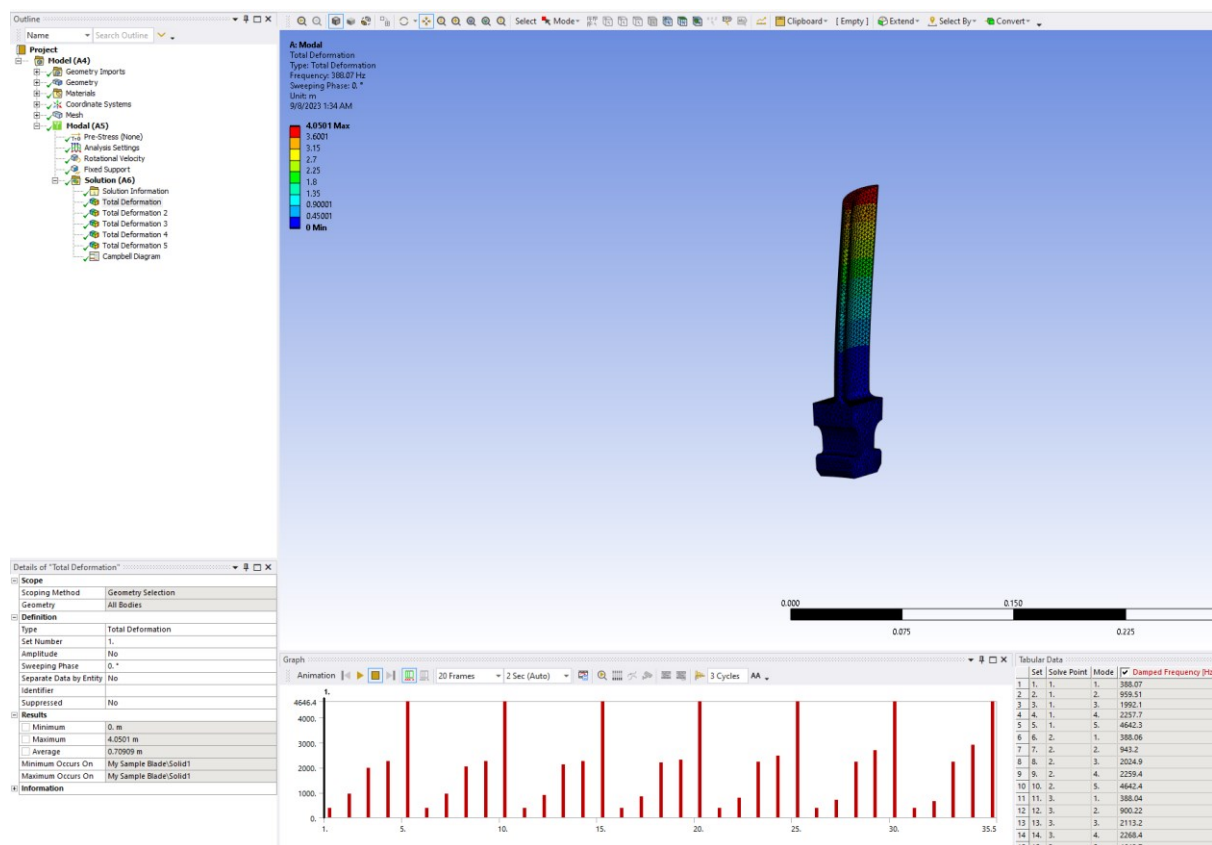 Outline
Name
Search Outline
Project
Model (A4)
Geometry Imports
Geometry
Materials
Coordinate Systems
Mesh
Modal (A5)
Pre-Stress (None)
Analysis Settings
Rotational Velocity
Fixed Support
Solution (A6)
Solution Information
Total Deformation
Total Deformation 2
Total Deformation 3
Total Deformation 4
Total Deformation 5
Campbell Diagram
Select Mode Clipboard [ Empty ] Extend Select By Convert
A: Modal
Total Deformation
Type: Total Deformation
Frequency: 388.07 Hz
Sweeping Phase: 0. °
Unit: m
9/8/2023 1:34 AM
4.0501 Max
3.6001
3.15
2.7
2.25
1.8
1.35
0.90001
0.45001
0 Min
0.000 0.150
0.075 0.225
Details of "Total Deformation"
Scope
Scoping Method Geometry Selection
Geometry All Bodies
Definition
Type Total Deformation
Set Number 1.
Amplitude No
Sweeping Phase 0. °
Separate Data by Entity No
Identifier
Suppressed No
Results
Minimum 0. m
Maximum 4.0501 m
Average 0.70909 m
Minimum Occurs On My Sample Blade\Solid1
Maximum Occurs On My Sample Blade\Solid1
Information
Graph
Animation 20 Frames 2 Sec (Auto) 3 Cycles AA
1.
4646.4
4000.
3000.
2000.
1000.
0.
1. 5. 10. 15. 20. 25. 30. 35.5
Tabular Data
Set Solve Point Mode Damped Frequency [Hz
1 1. 1. 1. 388.07
2 2. 1. 2. 959.51
3 3. 1. 3. 1992.1
4 4. 1. 4. 2257.7
5 5. 1. 5. 4642.3
6 6. 2. 1. 388.06
7 7. 2. 2. 943.2
8 8. 2. 3. 2024.9
9 9. 2. 4. 2259.4
10 10. 2. 5. 4642.4
11 11. 3. 1. 388.04
12 12. 3. 2. 900.22
13 13. 3. 3. 2113.2
14 14. 3. 4. 2268.4